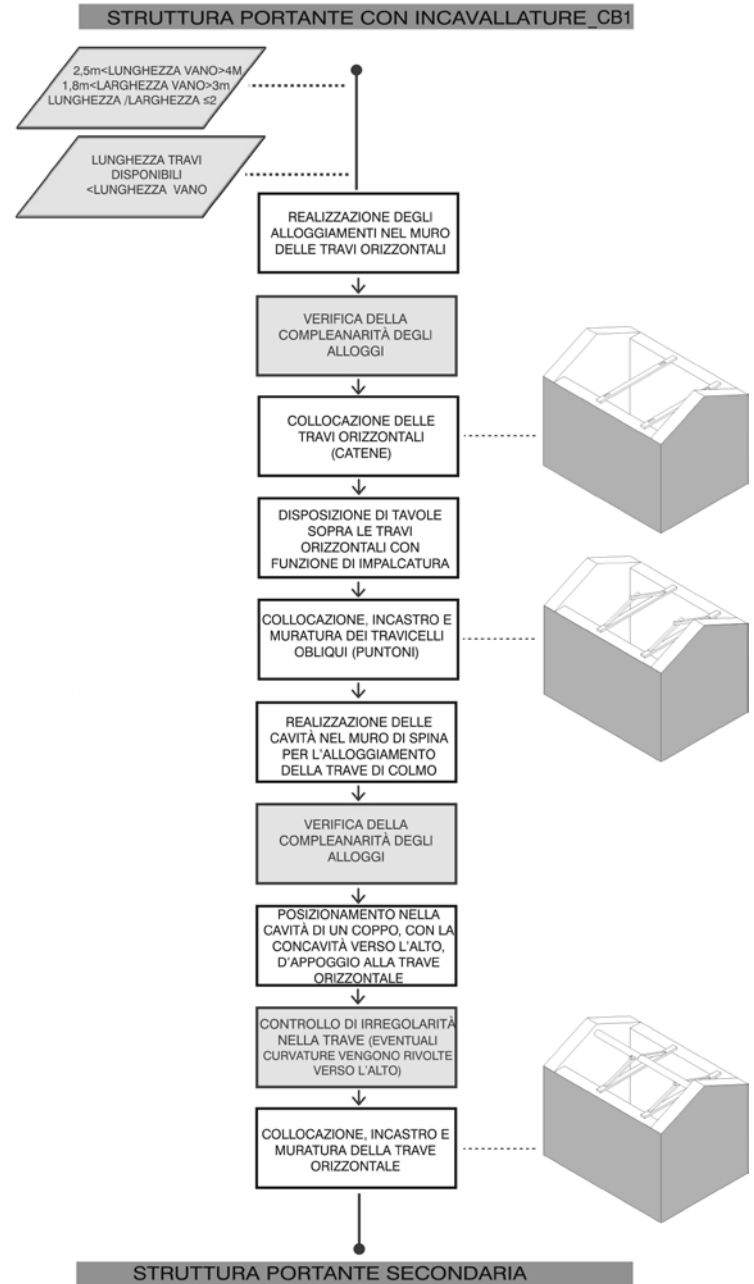 STRUTTURA PORTANTE CON INCAVALLATURE_CB1
2,5m<LUNGHEZZA VANO>4M
1,8m<LARGHEZZA VANO>3m
LUNGHEZZA /LARGHEZZA ≤2
LUNGHEZZA TRAVI
DISPONIBILI
<LUNGHEZZA VANO
REALIZZAZIONE DEGLI
ALLOGGIAMENTI NEL MURO
DELLE TRAVI ORIZZONTALI
VERIFICA DELLA
COMPLEANARITÀ DEGLI
ALLOGGI
COLLOCAZIONE DELLE
TRAVI ORIZZONTALI
(CATENE)
DISPOSIZIONE DI TAVOLE
SOPRA LE TRAVI
ORIZZONTALI CON
FUNZIONE DI IMPALCATURA
COLLOCAZIONE, INCASTRO E
MURATURA DEI TRAVICELLI
OBLIQUI (PUNTONI)
REALIZZAZIONE DELLE
CAVITÀ NEL MURO DI SPINA
PER L'ALLOGGIAMENTO
DELLA TRAVE DI COLMO
VERIFICA DELLA
COMPLEANARITÀ DEGLI
ALLOGGI
POSIZIONAMENTO NELLA
CAVITÀ DI UN COPPO, CON LA
CONCAVITÀ VERSO L'ALTO,
D'APPOGGIO ALLA TRAVE
ORIZZONTALE
CONTROLLO DI IRREGOLARITÀ
NELLA TRAVE (EVENTUALI
CURVATURE VENGONO RIVOLTE
VERSO L'ALTO)
COLLOCAZIONE, INCASTRO E
MURATURA DELLA TRAVE
ORIZZONTALE
STRUTTURA PORTANTE SECONDARIA